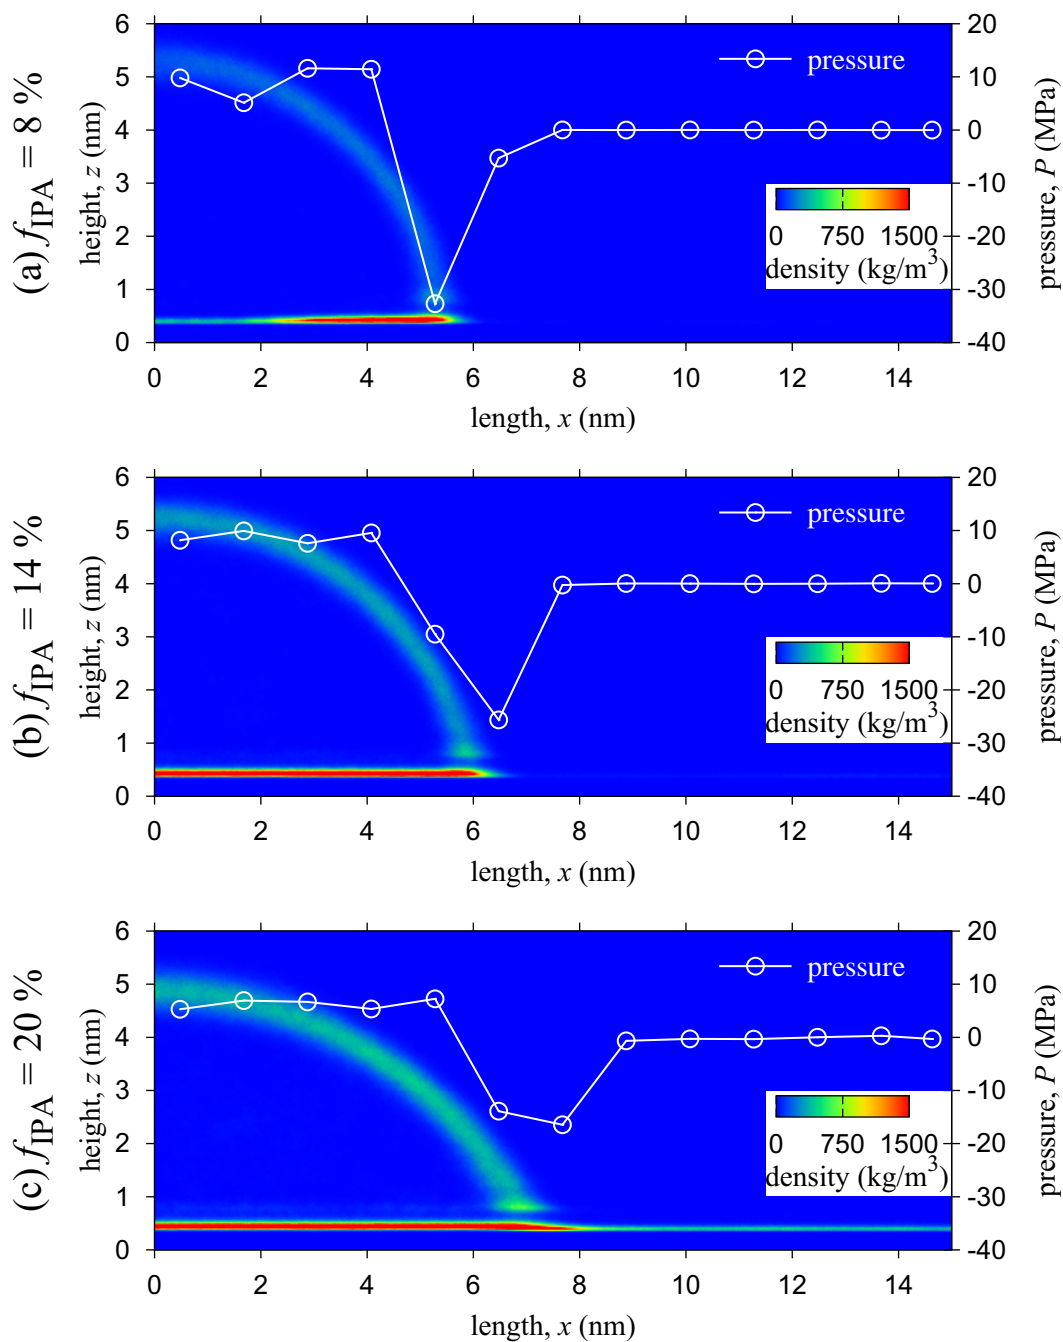 (a) f_IPA = 8 %
height, z (nm)
6
5
4
3
2
1
0
pressure
20
10
0
-10
-20
-30
-40
pressure, P (MPa)
0 750 1500
density (kg/m³)
0 2 4 6 8 10 12 14
length, x (nm)
(b) f_IPA = 14 %
height, z (nm)
6
5
4
3
2
1
0
pressure
20
10
0
-10
-20
-30
-40
pressure, P (MPa)
0 750 1500
density (kg/m³)
0 2 4 6 8 10 12 14
length, x (nm)
(c) f_IPA = 20 %
height, z (nm)
6
5
4
3
2
1
0
pressure
20
10
0
-10
-20
-30
-40
pressure, P (MPa)
0 750 1500
density (kg/m³)
0 2 4 6 8 10 12 14
length, x (nm)